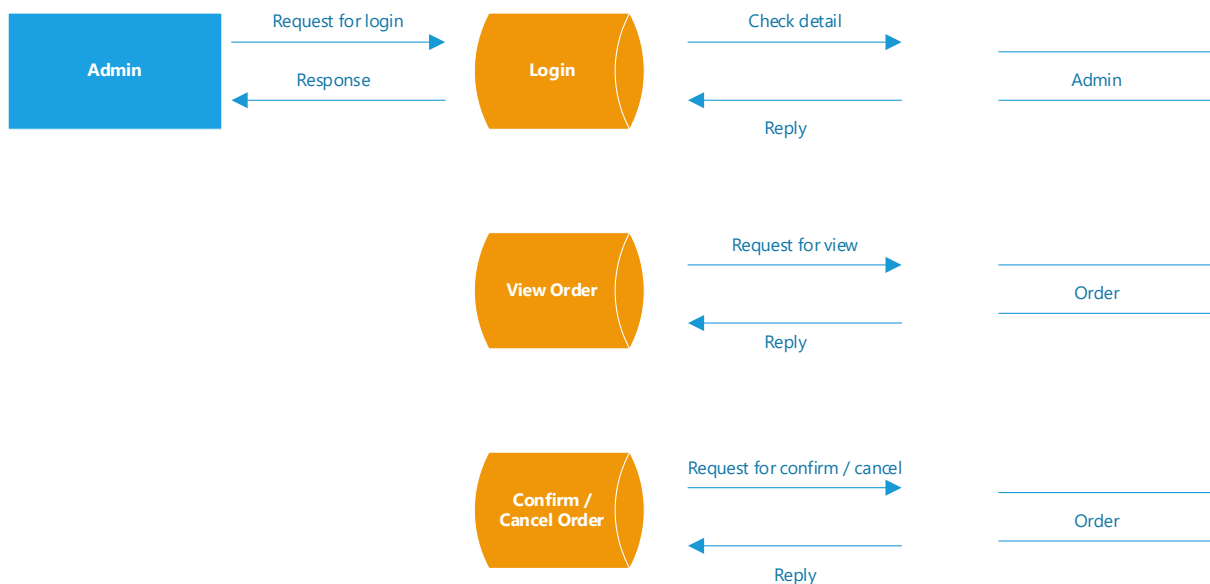 Request for login
Check detail
Admin
Login
Response
Admin
Reply
Request for view
View Order
Order
Reply
Request for confirm / cancel
Confirm /
Cancel Order
Order
Reply